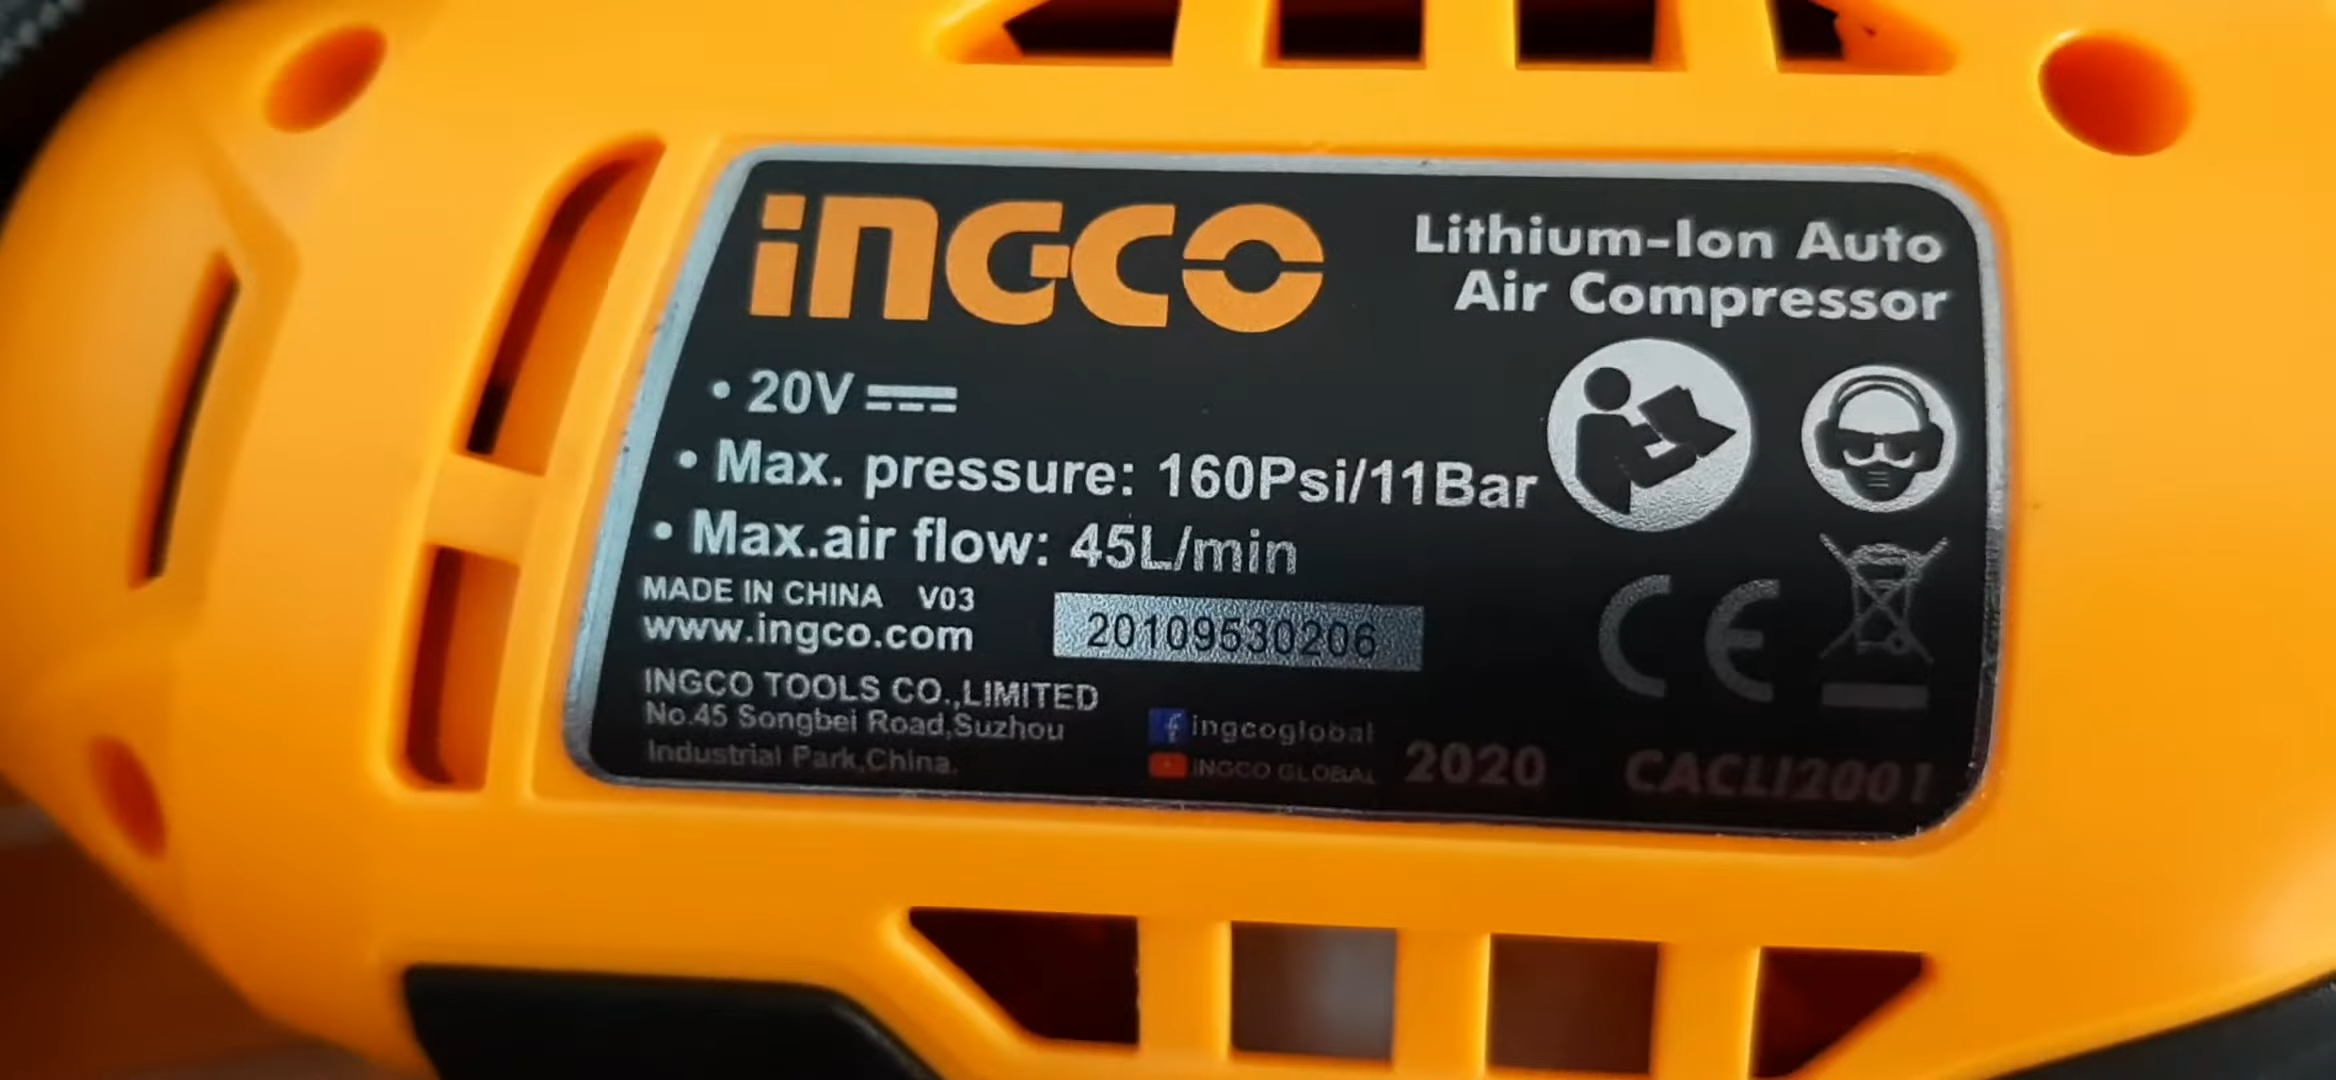 INGCO
Lithium-Ion Auto
Air Compressor
• 20V
• Max. pressure: 160Psi/11Bar
• Max.air flow: 45L/min
MADE IN CHINA V03
www.ingco.com
20109530206
INGCO TOOLS CO.,LIMITED
No.45 Songbei Road,Suzhou
Industrial Park,China.
f ingcoglobal
INGCO GLOBAL
2020
CACLI2001
CE